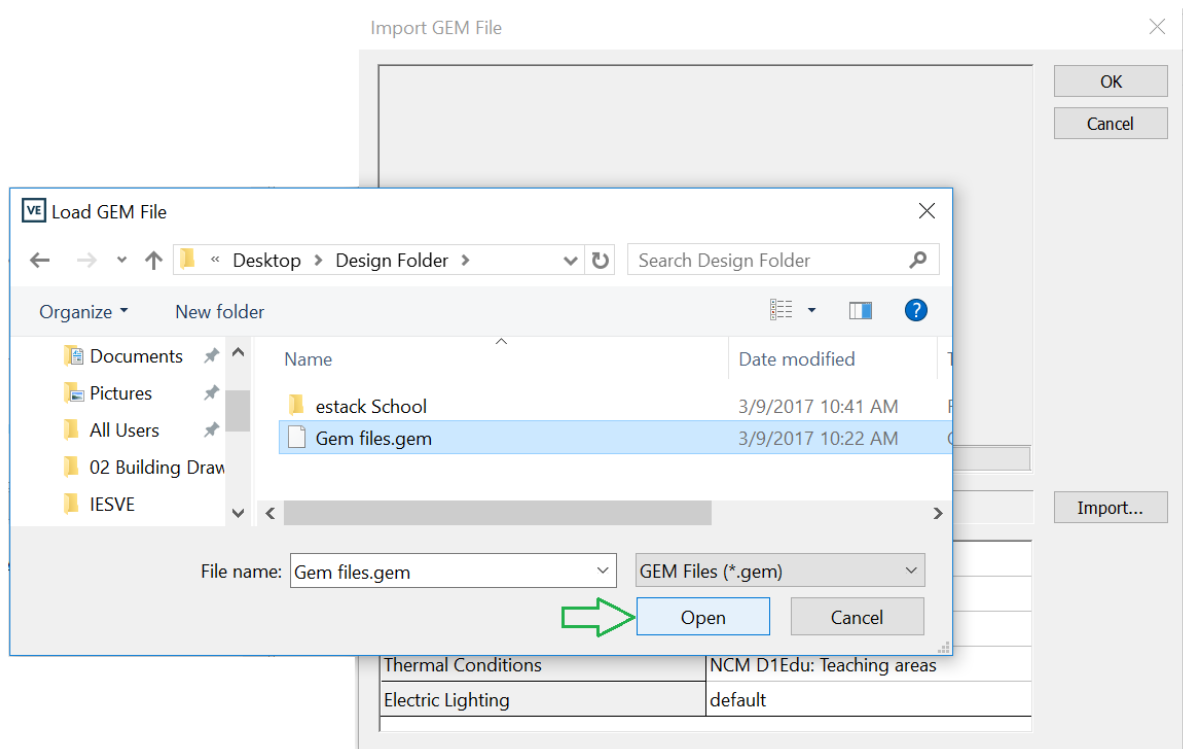 Import GEM File
OK
Cancel
VE Load GEM File
« Desktop > Design Folder >
Search Design Folder
Organize New folder
?
Documents
Pictures
All Users
02 Building Draw
IESVE
Name Date modified
estack School 3/9/2017 10:41 AM
Gem files.gem 3/9/2017 10:22 AM
Import...
File name: Gem files.gem GEM Files (*.gem)
Open Cancel
Thermal Conditions NCM D1Edu: Teaching areas
Electric Lighting default